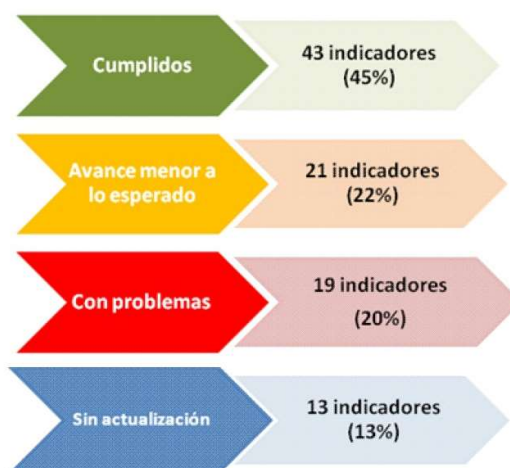 Cumplidos
43 indicadores
(45%)
Avance menor a
lo esperado
21 indicadores
(22%)
Con problemas
19 indicadores
(20%)
Sin actualización
13 indicadores
(13%)